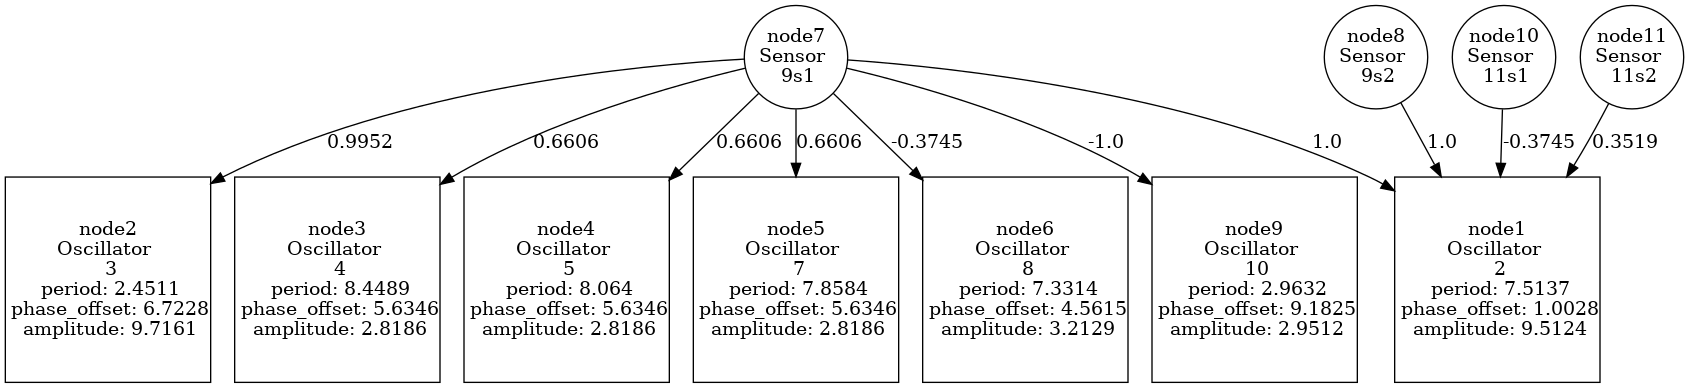 node7
Sensor
9s1
node8
Sensor
9s2
node10
Sensor
11s1
node11
Sensor
11s2
0.9952
0.6606
0.6606
0.6606
-0.3745
-1.0
1.0
1.0
-0.3745
0.3519
node2
Oscillator
3
period: 2.4511
phase_offset: 6.7228
amplitude: 9.7161
node3
Oscillator
4
period: 8.4489
phase_offset: 5.6346
amplitude: 2.8186
node4
Oscillator
5
period: 8.064
phase_offset: 5.6346
amplitude: 2.8186
node5
Oscillator
7
period: 7.8584
phase_offset: 5.6346
amplitude: 2.8186
node6
Oscillator
8
period: 7.3314
phase_offset: 4.5615
amplitude: 3.2129
node9
Oscillator
10
period: 2.9632
phase_offset: 9.1825
amplitude: 2.9512
node1
Oscillator
2
period: 7.5137
phase_offset: 1.0028
amplitude: 9.5124